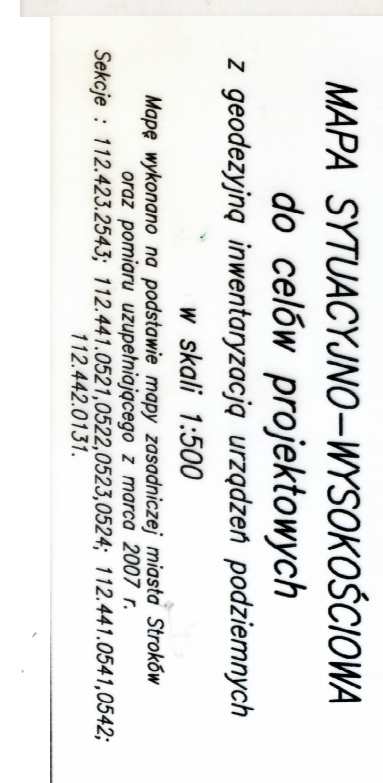 MAPA SYTUACYJNO-WYSOKOŚCIOWA
do celów projektowych
z geodezyjną inwentaryzacją urządzeń podziemnych
w skali 1:500
Mapę wykonano na podstawie mapy zasadniczej miasta Stroków
oraz pomiaru uzupełniającego z marca 2007 r.
Sekcje : 112.423.2543; 112.441.0521,0522,0523,0524; 112.441.0541,0542;
112.442.0131.